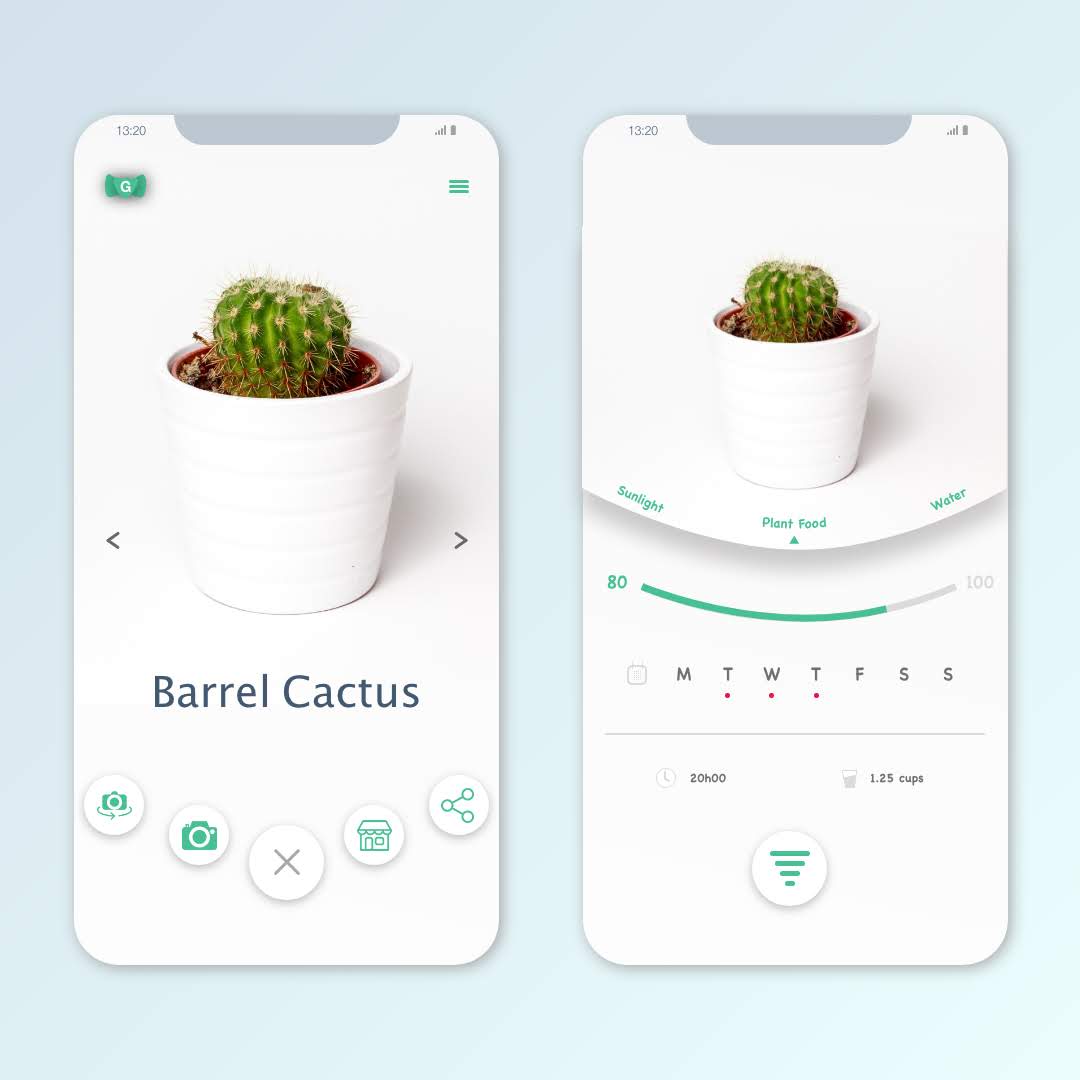 13:20
G
< >
Barrel Cactus
13:20
Sunlight
Plant Food
Water
80 100
M T W T F S S
20h00 1.25 cups